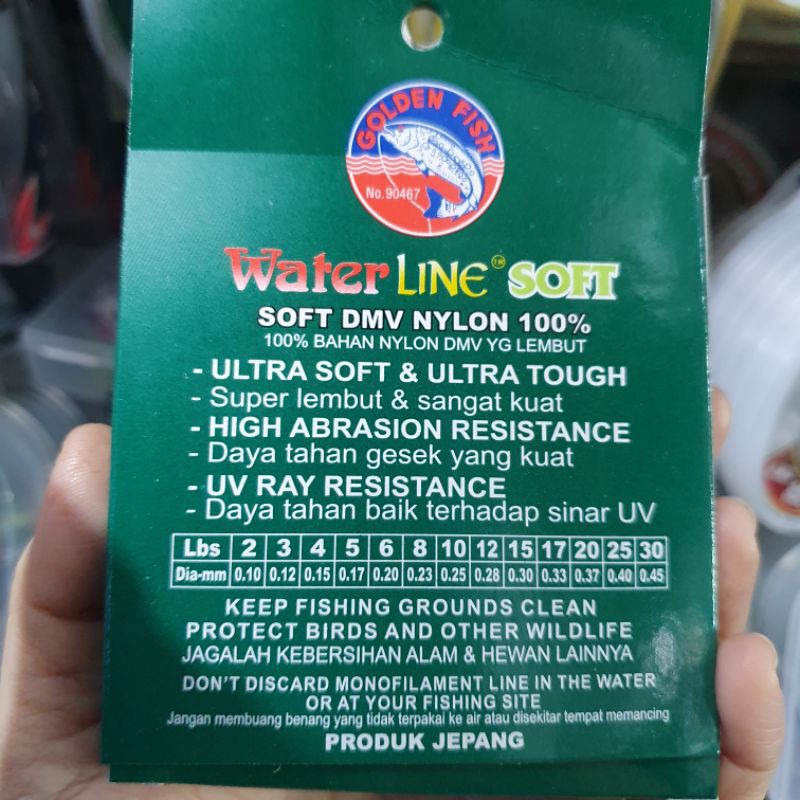 GOLDEN FISH
No.90467
Water LINE™ SOFT
SOFT DMV NYLON 100%
100% BAHAN NYLON DMV YG LEMBUT
- ULTRA SOFT & ULTRA TOUGH
- Super lembut & sangat kuat
- HIGH ABRASION RESISTANCE
- Daya tahan gesek yang kuat
- UV RAY RESISTANCE
- Daya tahan baik terhadap sinar UV
Lbs 2 3 4 5 6 8 10 12 15 17 20 25 30
Dia-mm 0.10 0.12 0.15 0.17 0.20 0.23 0.25 0.28 0.30 0.33 0.37 0.40 0.45
KEEP FISHING GROUNDS CLEAN
PROTECT BIRDS AND OTHER WILDLIFE
JAGALAH KEBERSIHAN ALAM & HEWAN LAINNYA
DON'T DISCARD MONOFILAMENT LINE IN THE WATER
OR AT YOUR FISHING SITE
Jangan membuang benang yang tidak terpakai ke air atau disekitar tempat memancing
PRODUK JEPANG